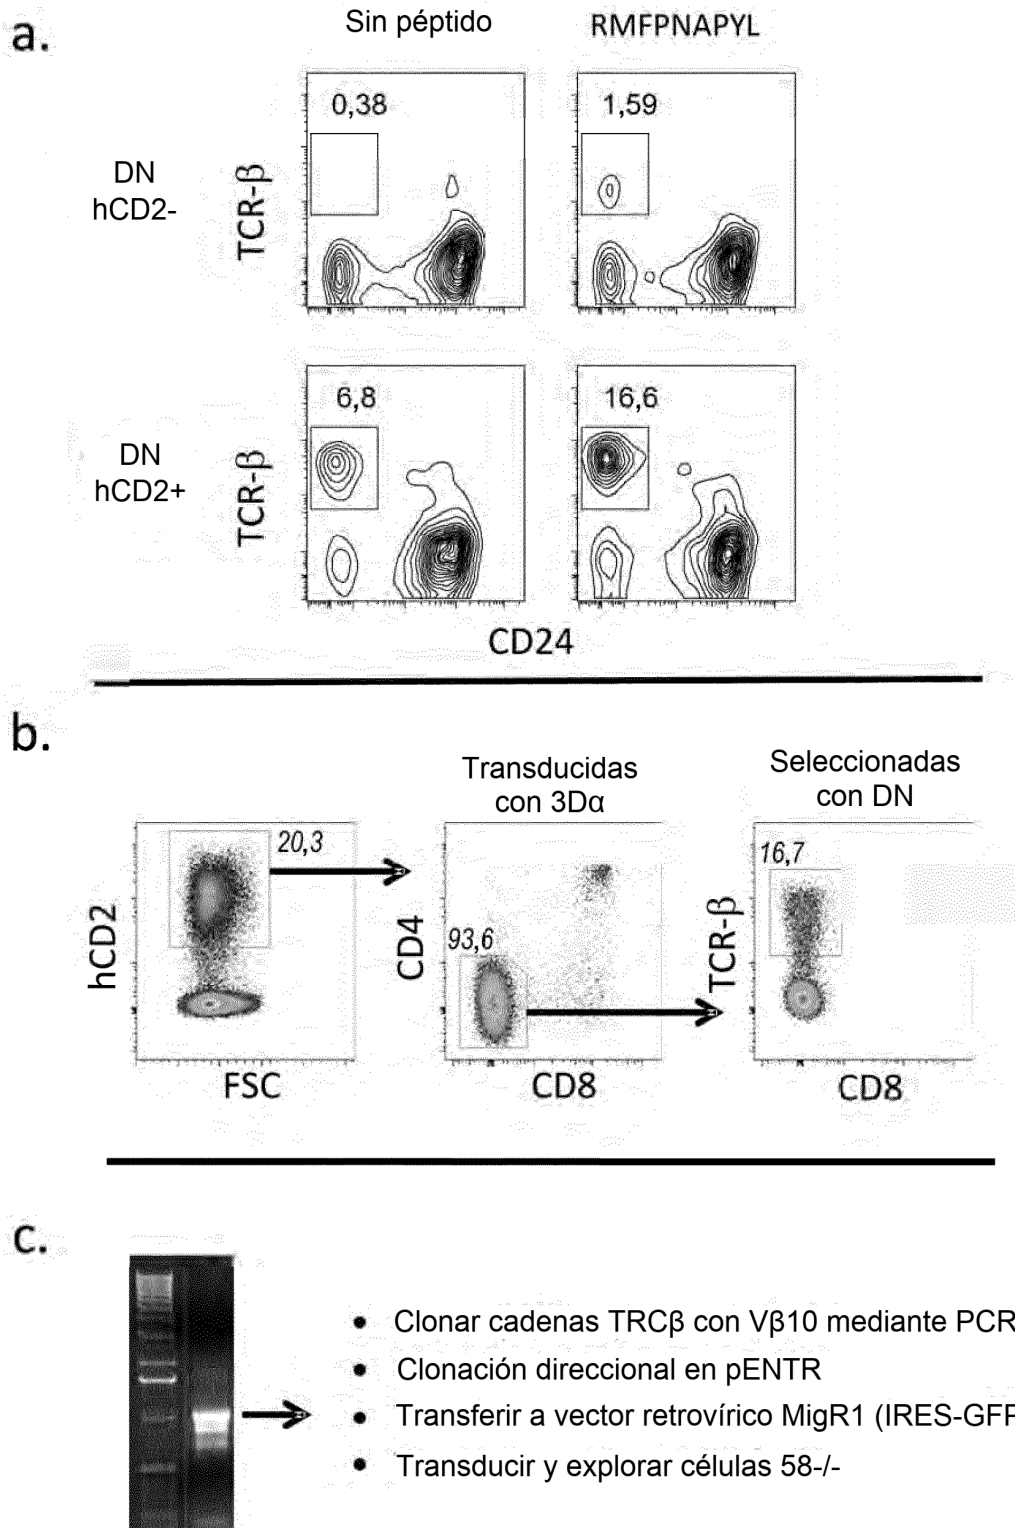 a.
Sin péptido
RMFPNAPYL
DN
hCD2-
TCR-β
0,38
1,59
DN
hCD2+
TCR-β
6,8
16,6
CD24
b.
Transducidas
con 3Dα
Seleccionadas
con DN
hCD2
20,3
FSC
CD4
93,6
CD8
TCR-β
16,7
CD8
c.
• Clonar cadenas TRCβ con Vβ10 mediante PCR
• Clonación direccional en pENTR
• Transferir a vector retrovírico MigR1 (IRES-GFP
• Transducir y explorar células 58-/-